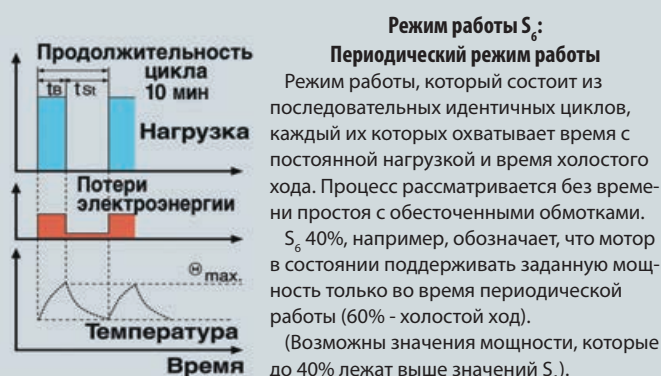 Продолжительность
цикла
10 мин
tB
tSt
Нагрузка
Потери
электроэнергии
Θmax.
Температура
Время
Режим работы S6:
Периодический режим работы
Режим работы, который состоит из
последовательных идентичных циклов,
каждый их которых охватывает время с
постоянной нагрузкой и время холостого
хода. Процесс рассматривается без време-
ни простоя с обесточенными обмотками.
S6 40%, например, обозначает, что мотор
в состоянии поддерживать заданную мощ-
ность только во время периодической
работы (60% - холостой ход).
(Возможны значения мощности, которые
до 40% лежат выше значений S